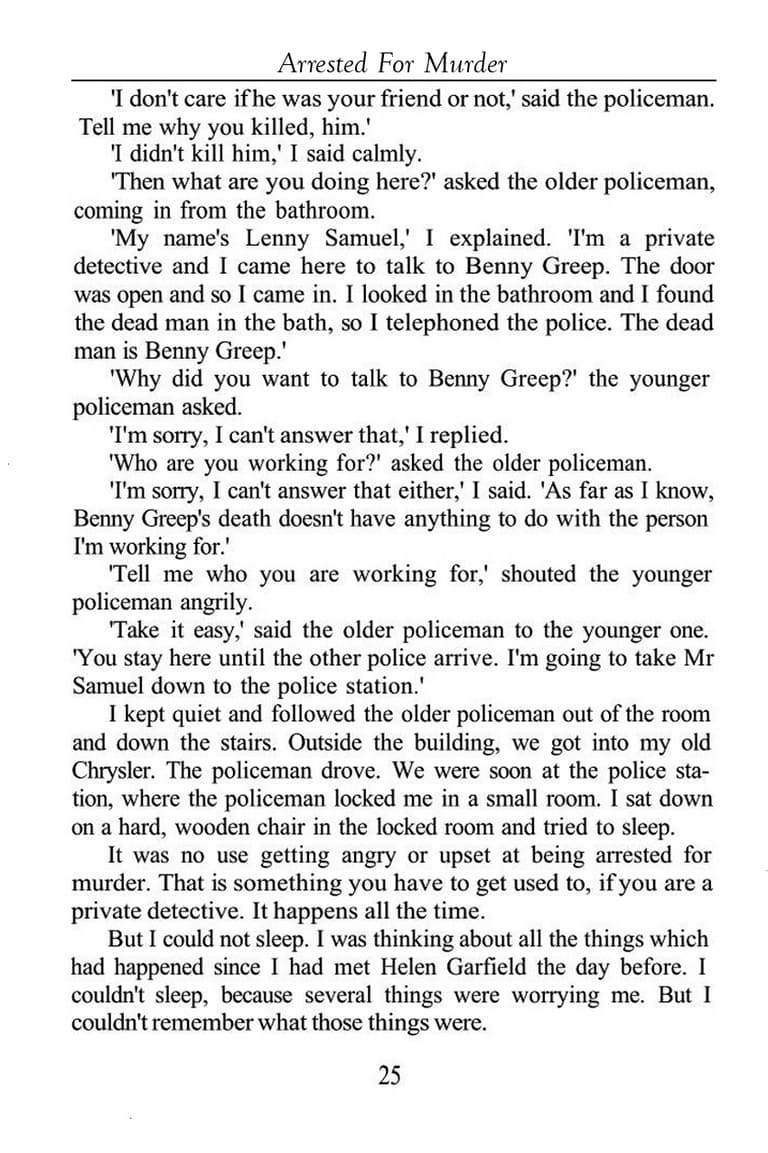 Arrested For Murder
'I don't care if he was your friend or not,' said the policeman.
Tell me why you killed, him.'
'I didn't kill him,' I said calmly.
'Then what are you doing here?' asked the older policeman,
coming in from the bathroom.
'My name's Lenny Samuel,' I explained. 'I'm a private
detective and I came here to talk to Benny Greep. The door
was open and so I came in. I looked in the bathroom and I found
the dead man in the bath, so I telephoned the police. The dead
man is Benny Greep.'
'Why did you want to talk to Benny Greep?' the younger
policeman asked.
'I'm sorry, I can't answer that,' I replied.
'Who are you working for?' asked the older policeman.
'I'm sorry, I can't answer that either,' I said. 'As far as I know,
Benny Greep's death doesn't have anything to do with the person
I'm working for.'
'Tell me who you are working for,' shouted the younger
policeman angrily.
'Take it easy,' said the older policeman to the younger one.
'You stay here until the other police arrive. I'm going to take Mr
Samuel down to the police station.'
I kept quiet and followed the older policeman out of the room
and down the stairs. Outside the building, we got into my old
Chrysler. The policeman drove. We were soon at the police sta-
tion, where the policeman locked me in a small room. I sat down
on a hard, wooden chair in the locked room and tried to sleep.
It was no use getting angry or upset at being arrested for
murder. That is something you have to get used to, if you are a
private detective. It happens all the time.
But I could not sleep. I was thinking about all the things which
had happened since I had met Helen Garfield the day before. I
couldn't sleep, because several things were worrying me. But I
couldn't remember what those things were.
25